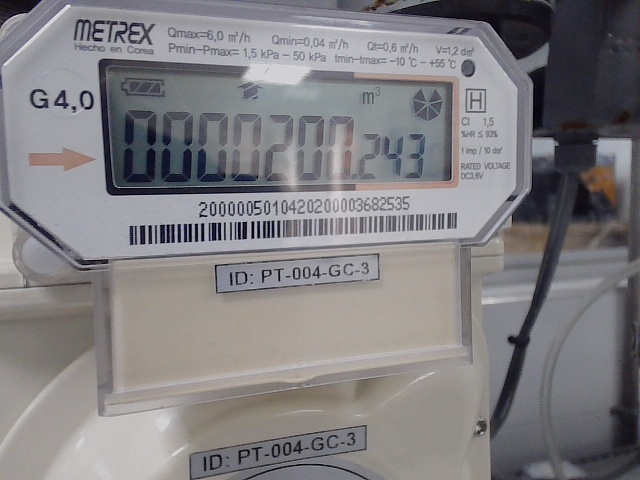 METREX
Hecho en Corea
Qmax=6,0 m³/h Qmin=0,04 m³/h Qt=0,6 m³/h V=1,2 dm³
Pmin-Pmax= 1,5 kPa - 50 kPa tmin-tmax= -10 °C - +55 °C
G4,0
m³
0000200.243
H
Cl 1,5
%HR ≤ 93%
1 imp / 10 dm³
RATED VOLTAGE
DC3,6V
2000005010420200003682535
ID: PT-004-GC-3
ID: PT-004-GC-3